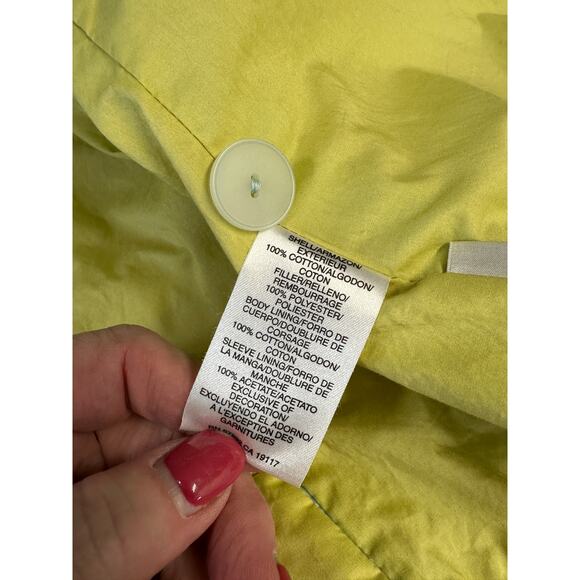 SHELL/ARMAZON/
EXTERIEUR
100% COTTON/ALGODON/
COTON
FILLER/RELLENO/
REMBOURRAGE
100% POLYESTER/
POLIESTER
BODY LINING/FORRO DE
CUERPO/DOUBLURE DE
CORSAGE
100% COTTON/ALGODON/
COTON
SLEEVE LINING/FORRO DE
LA MANGA/DOUBLURE DE
MANCHE
100% ACETATE/ACETATO
EXCLUSIVE OF
DECORATION/
EXCLUYENDO EL ADORNO/
A L'EXCEPTION DES
GARNITURES
CA 19117